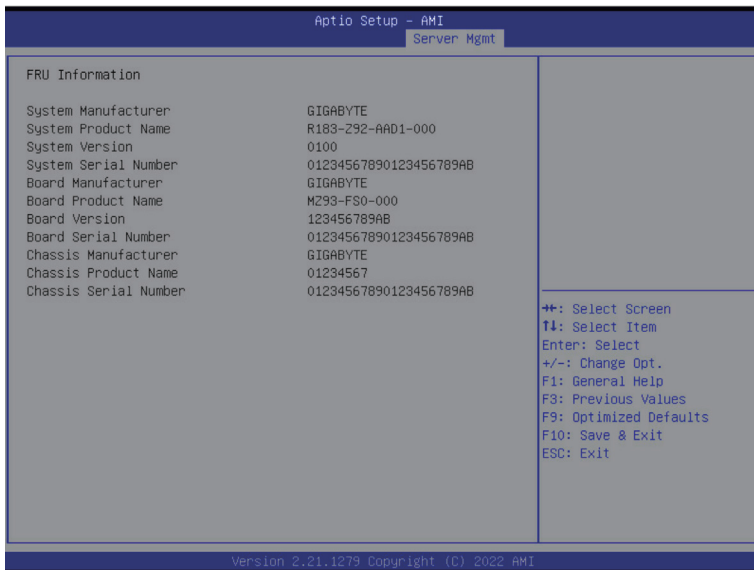 Aptio Setup – AMI
Server Mgmt
FRU Information
System Manufacturer GIGABYTE
System Product Name R183-Z92-AAD1-000
System Version 0100
System Serial Number 01234567890123456789AB
Board Manufacturer GIGABYTE
Board Product Name MZ93-FS0-000
Board Version 123456789AB
Board Serial Number 01234567890123456789AB
Chassis Manufacturer GIGABYTE
Chassis Product Name 01234567
Chassis Serial Number 01234567890123456789AB
→←: Select Screen
↑↓: Select Item
Enter: Select
+/-: Change Opt.
F1: General Help
F3: Previous Values
F9: Optimized Defaults
F10: Save & Exit
ESC: Exit
Version 2.21.1279 Copyright (C) 2022 AMI